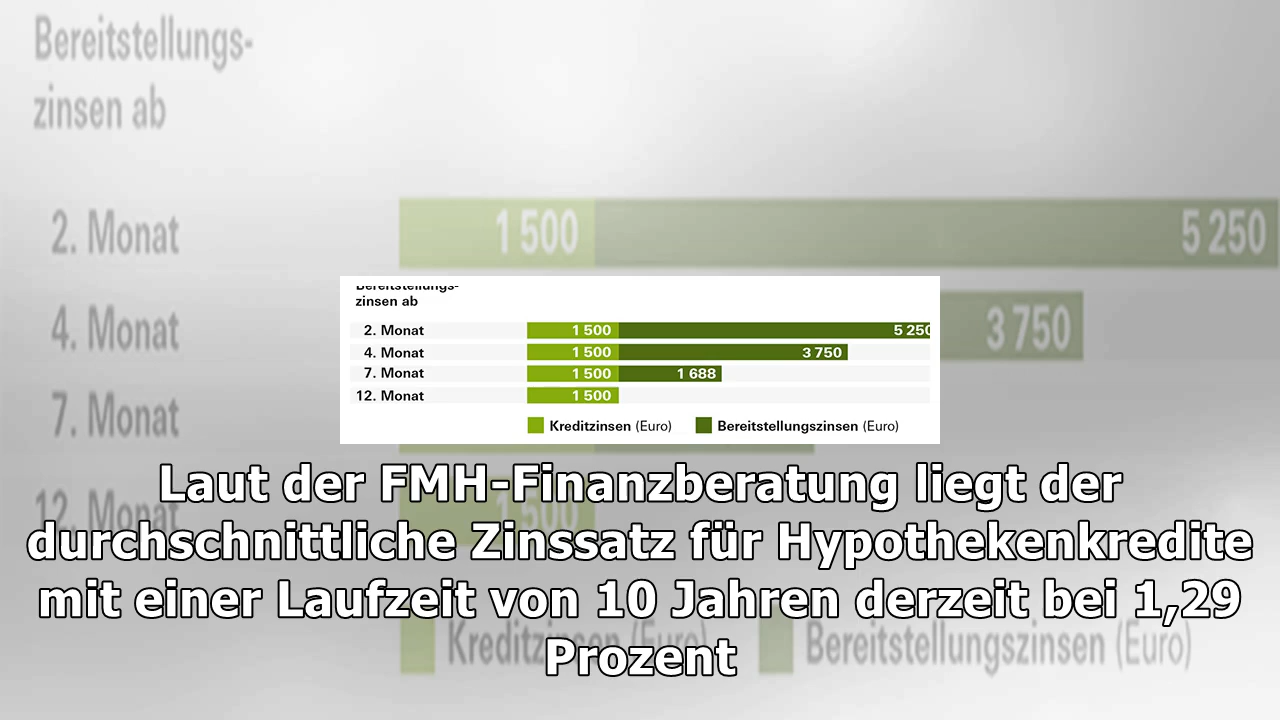 Bereitstellungs-
zinsen ab
2. Monat 1 500 5 250
4. Monat 3 750
7. Monat
12. Monat 1 500
Kreditzinsen (Euro) Bereitstellungszinsen (Euro)
Bereitstellungs-
zinsen ab
2. Monat 1 500 5 250
4. Monat 1 500 3 750
7. Monat 1 500 1 688
12. Monat 1 500
Kreditzinsen (Euro) Bereitstellungszinsen (Euro)
Laut der FMH-Finanzberatung liegt der
durchschnittliche Zinssatz für Hypothekenkredite
mit einer Laufzeit von 10 Jahren derzeit bei 1,29
Prozent